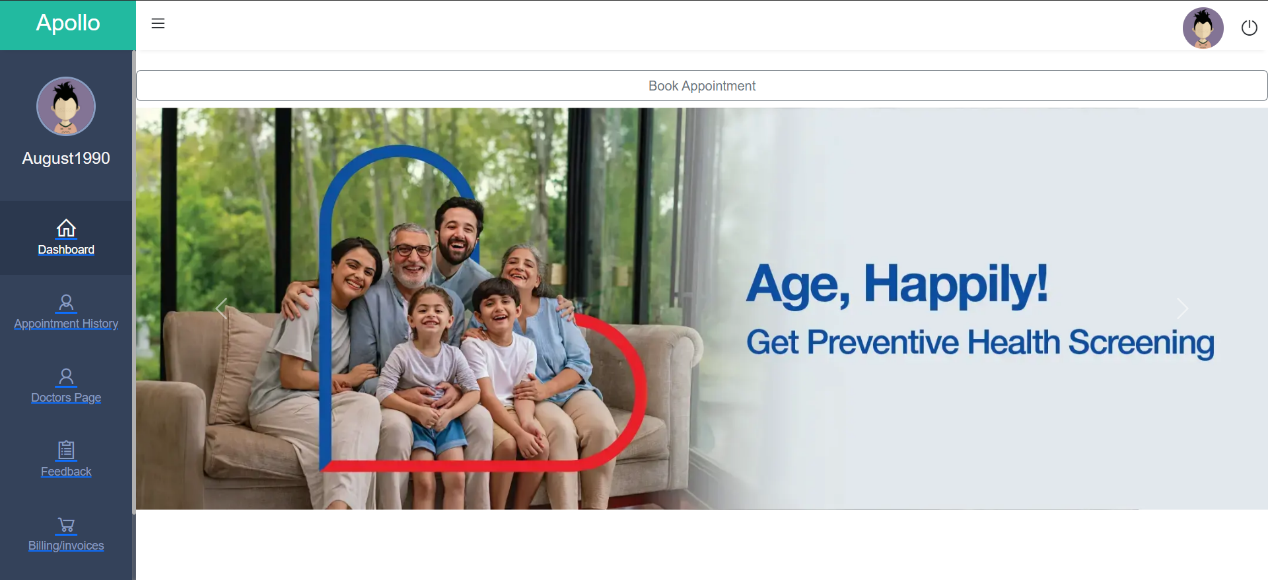 Apollo
August1990
Dashboard
Appointment History
Doctors Page
Feedback
Billing/invoices
Book Appointment
Age, Happily!
Get Preventive Health Screening